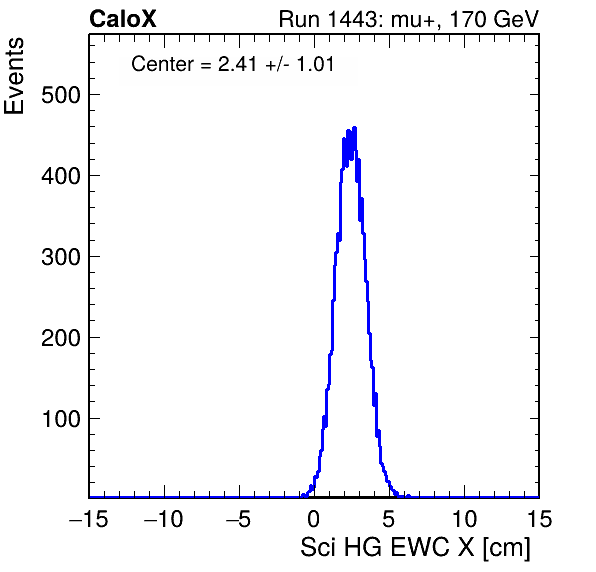 CaloX Run 1443: mu+, 170 GeV
Center = 2.41 +/- 1.01
Events
500
400
300
200
100
−15 −10 −5 0 5 10 15
Sci HG EWC X [cm]